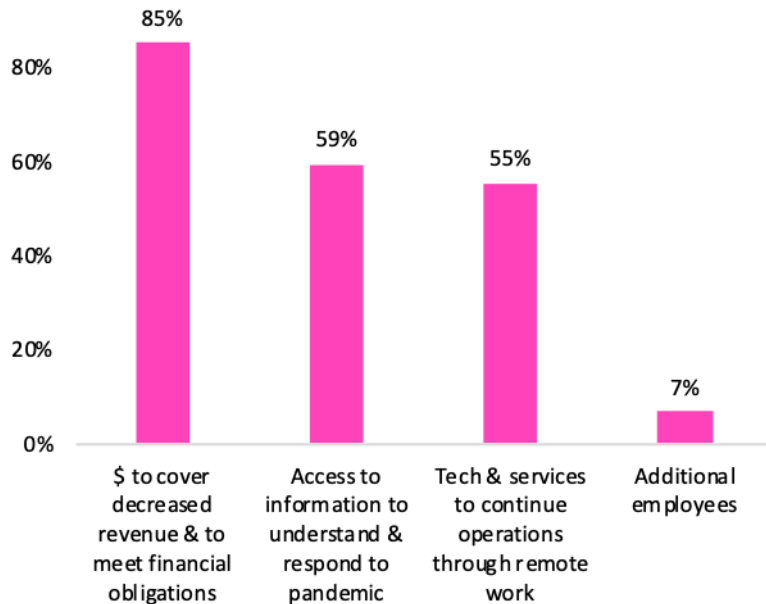 85%
80%
59%
60%
55%
40%
20%
7%
0%
$ to cover
decreased
revenue & to
meet financial
obligations
Access to
information to
understand &
respond to
pandemic
Tech & services
to continue
operations
through remote
work
Additional
employees